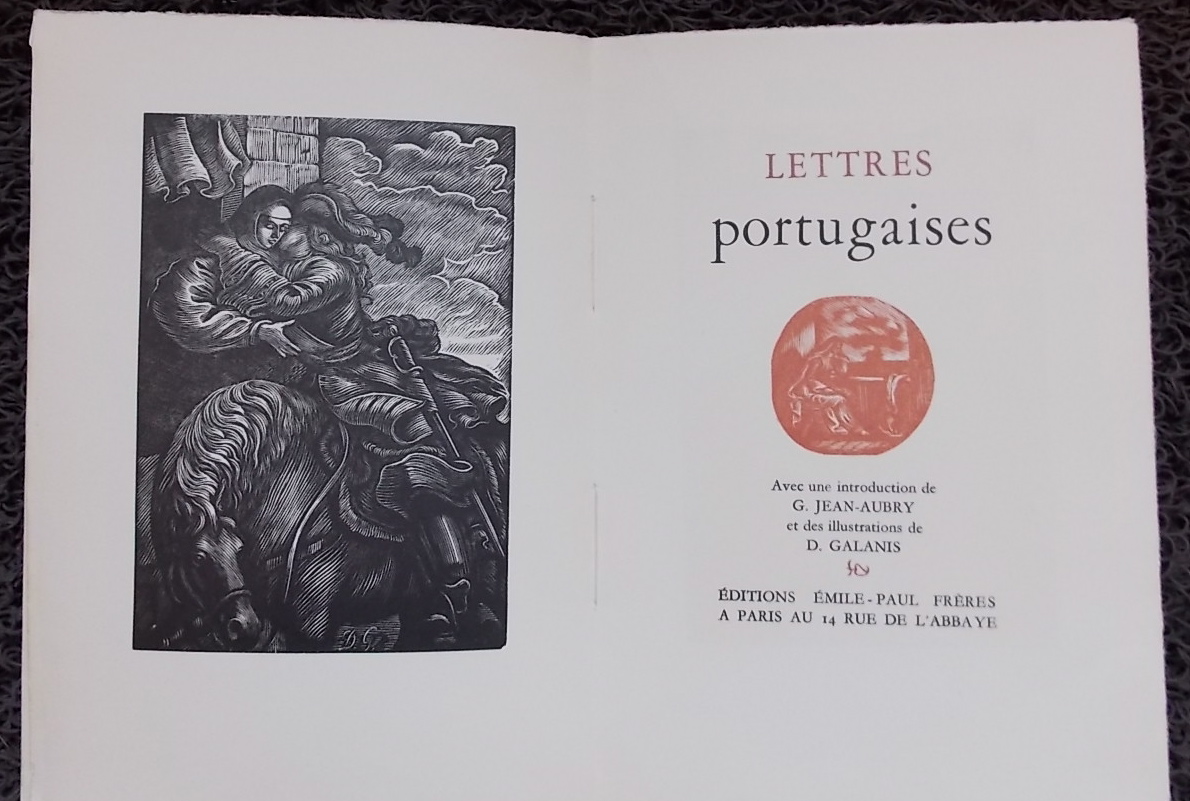 D. G.
LETTRES
portugaises
Avec une introduction de
G. JEAN-AUBRY
et des illustrations de
D. GALANIS
ÉDITIONS ÉMILE-PAUL FRÈRES
A PARIS AU 14 RUE DE L'ABBAYE